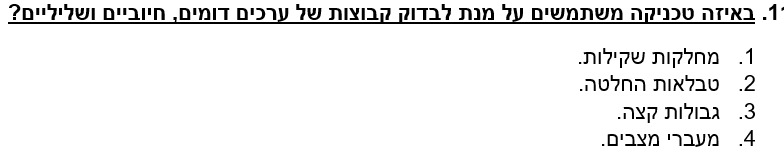 11. באיזה טכניקה משתמשים על מנת לבדוק קבוצות של ערכים דומים, חיוביים ושליליים?
1. מחלקות שקילות.
2. טבלאות החלטה.
3. גבולות קצה.
4. מעברי מצבים.